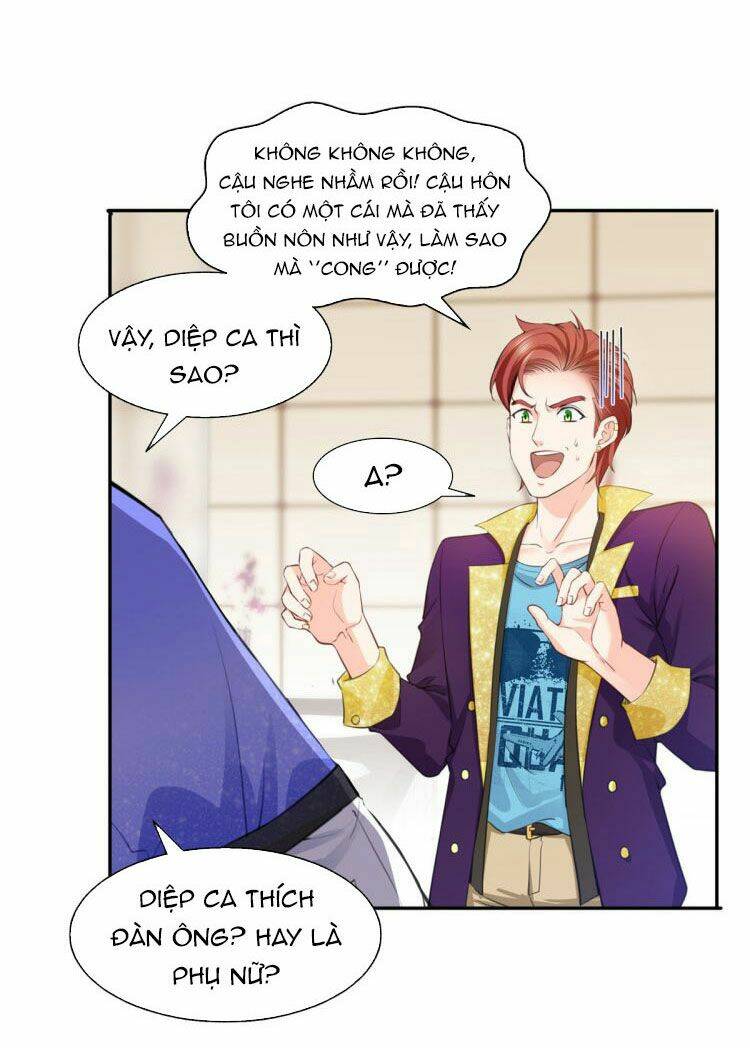 KHÔNG KHÔNG KHÔNG,
CẬU NGHE NHẦM RỒI! CẬU HÔN
TÔI CÓ MỘT CÁI MÀ ĐÃ THẤY
BUỒN NÔN NHƯ VẬY, LÀM SAO
MÀ "CONG" ĐƯỢC!
VẬY, DIỆP CA THÌ
SAO?
A?
VIAT
DIỆP CA THÍCH
ĐÀN ÔNG? HAY LÀ
PHỤ NỮ?